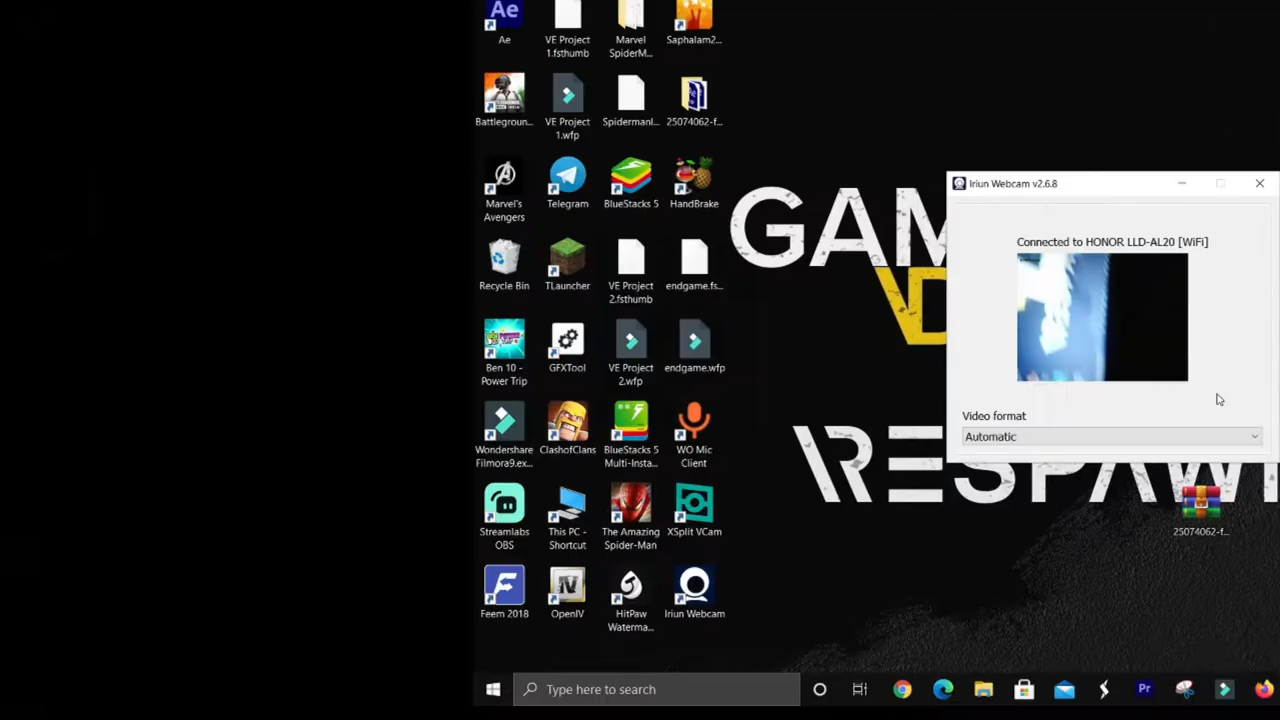 Ae
VE Project
1.fsthumb
Marvel
SpiderM...
Saphalam2...
Battlegroun...
VE Project
1.wfp
SpidermanI...
25074062-f...
Marvel's
Avengers
Telegram
BlueStacks 5
HandBrake
Recycle Bin
TLauncher
VE Project
2.fsthumb
endgame.fs...
Ben 10 -
Power Trip
GFXTool
VE Project
2.wfp
endgame.wfp
Wondershare
Filmora9.ex...
ClashofClans
BlueStacks 5
Multi-Insta...
WO Mic
Client
Streamlabs
OBS
This PC -
Shortcut
The Amazing
Spider-Man
XSplit VCam
Feem 2018
OpenIV
HitPaw
Waterma...
Iriun Webcam
GAM
RESPAW
Iriun Webcam v2.6.8
Connected to HONOR LLD-AL20 [WiFi]
Video format
Automatic
25074062-f...
Type here to search
Pr